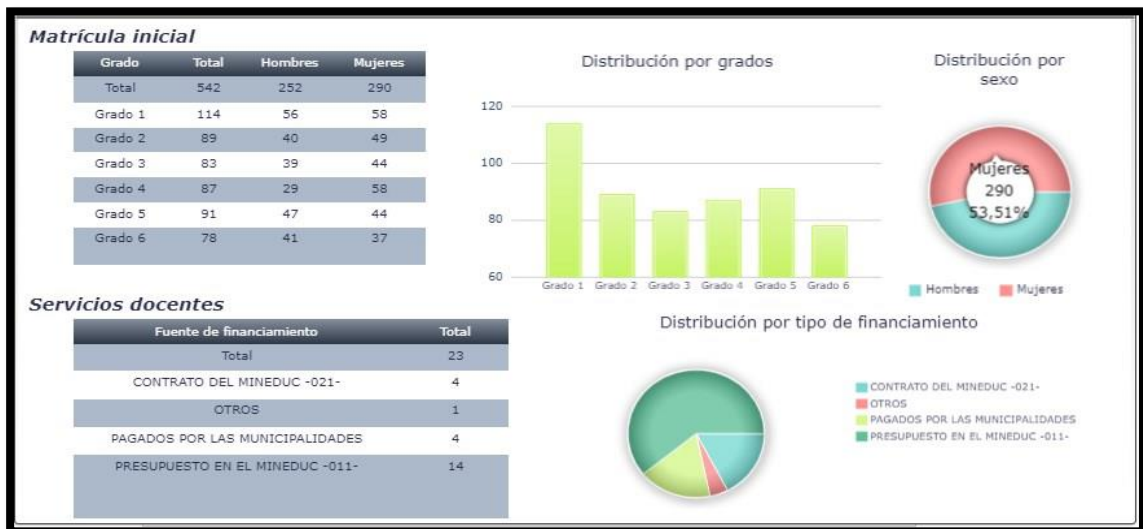 Matrícula inicial
Grado Total Hombres Mujeres
Total 542 252 290
Grado 1 114 56 58
Grado 2 89 40 49
Grado 3 83 39 44
Grado 4 87 29 58
Grado 5 91 47 44
Grado 6 78 41 37
Distribución por grados
120
100
80
60
Grado 1 Grado 2 Grado 3 Grado 4 Grado 5 Grado 6
Distribución por
sexo
Mujeres
290
53,51%
Hombres Mujeres
Servicios docentes
Fuente de financiamiento Total
Total 23
CONTRATO DEL MINEDUC -021- 4
OTROS 1
PAGADOS POR LAS MUNICIPALIDADES 4
PRESUPUESTO EN EL MINEDUC -011- 14
Distribución por tipo de financiamiento
CONTRATO DEL MINEDUC -021-
OTROS
PAGADOS POR LAS MUNICIPALIDADES
PRESUPUESTO EN EL MINEDUC -011-